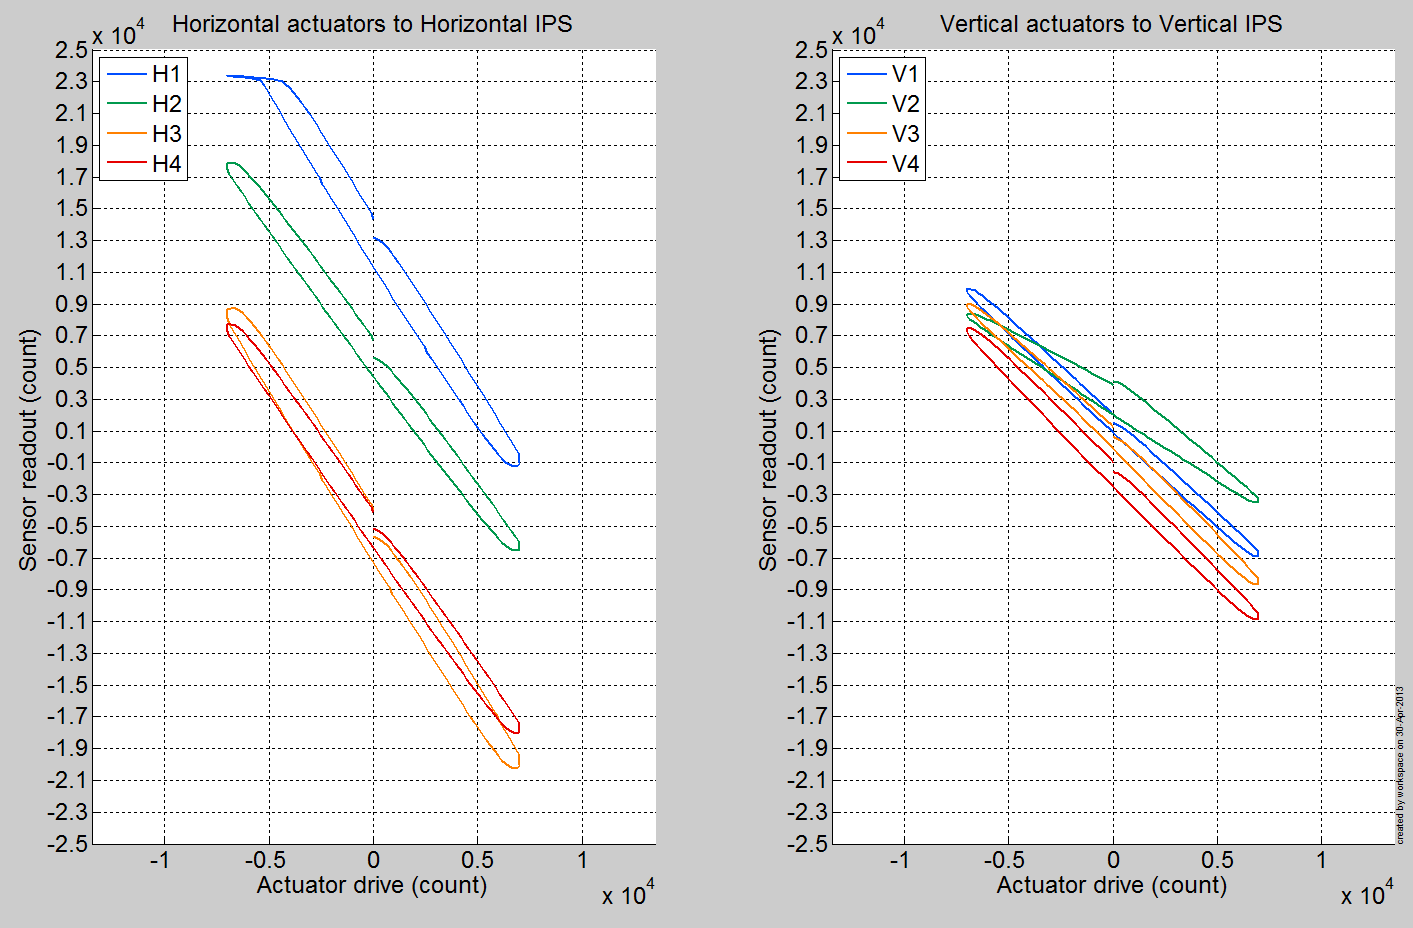 Horizontal actuators to Horizontal IPS
x 10^4
2.5
2.3
2.1
1.9
1.7
1.5
1.3
1.1
0.9
0.7
0.5
0.3
0.1
-0.1
-0.3
-0.5
-0.7
-0.9
-1.1
-1.3
-1.5
-1.7
-1.9
-2.1
-2.3
-2.5
Sensor readout (count)
H1
H2
H3
H4
-1 -0.5 0 0.5 1
Actuator drive (count)
x 10^4
Vertical actuators to Vertical IPS
x 10^4
2.5
2.3
2.1
1.9
1.7
1.5
1.3
1.1
0.9
0.7
0.5
0.3
0.1
-0.1
-0.3
-0.5
-0.7
-0.9
-1.1
-1.3
-1.5
-1.7
-1.9
-2.1
-2.3
-2.5
Sensor readout (count)
V1
V2
V3
V4
-1 -0.5 0 0.5 1
Actuator drive (count)
x 10^4
created by workspace on 30-Apr-2013